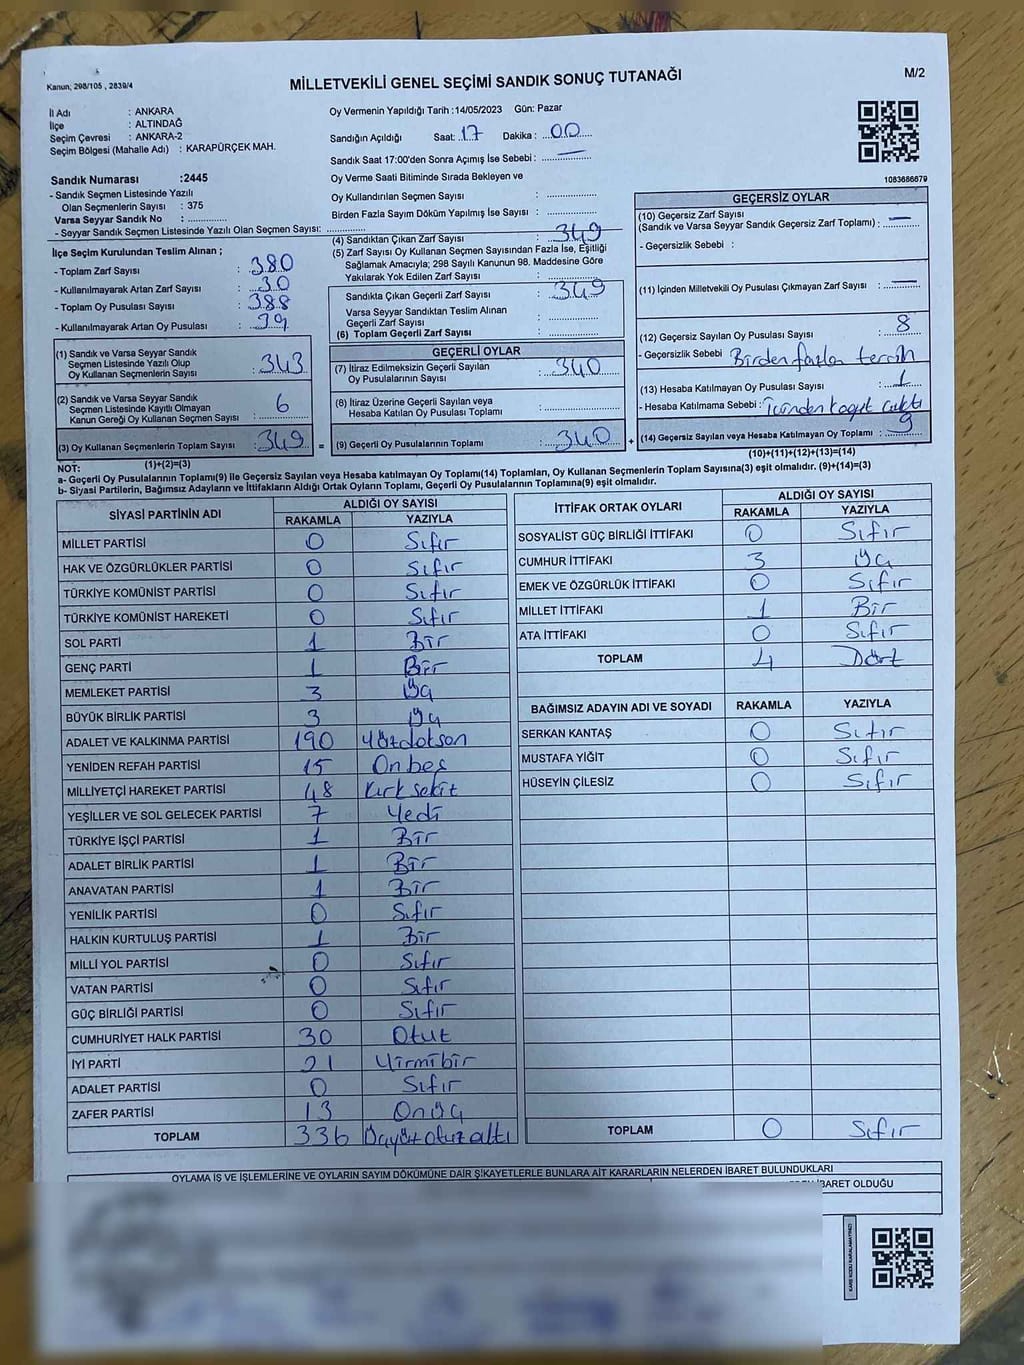 Kanun; 298/105 , 2839/4
MİLLETVEKİLİ GENEL SEÇİMİ SANDIK SONUÇ TUTANAĞI
M/2
İl Adı : ANKARA
İlçe : ALTINDAĞ
Seçim Çevresi : ANKARA-2
Seçim Bölgesi (Mahalle Adı) : KARAPÜRÇEK MAH.
Oy Vermenin Yapıldığı Tarih :14/05/2023 Gün: Pazar
Sandığın Açıldığı Saat: 17 Dakika : 00
Sandık Saat 17:00'den Sonra Açılmış İse Sebebi : —
Oy Verme Saati Bitiminde Sırada Bekleyen ve
Oy Kullandırılan Seçmen Sayısı :
Birden Fazla Sayım Döküm Yapılmış İse Sayısı :
1083686679
Sandık Numarası :2445
- Sandık Seçmen Listesinde Yazılı
Olan Seçmenlerin Sayısı : 375
Varsa Seyyar Sandık No :
- Seyyar Sandık Seçmen Listesinde Yazılı Olan Seçmen Sayısı:
İlçe Seçim Kurulundan Teslim Alınan ;
- Toplam Zarf Sayısı : 380
- Kullanılmayarak Artan Zarf Sayısı : 30
- Toplam Oy Pusulası Sayısı : 388
- Kullanılmayarak Artan Oy Pusulası : 39
(1) Sandık ve Varsa Seyyar Sandık
Seçmen Listesinde Yazılı Olup
Oy Kullanan Seçmenlerin Sayısı : 343
(2) Sandık ve Varsa Seyyar Sandık
Seçmen Listesinde Kayıtlı Olmayan
Kanun Gereği Oy Kullanan Seçmen Sayısı : 6
(3) Oy Kullanan Seçmenlerin Toplam Sayısı : 349 =
(1)+(2)=(3)
(4) Sandıktan Çıkan Zarf Sayısı : 349
(5) Zarf Sayısı Oy Kullanan Seçmen Sayısından Fazla İse, Eşitliği
Sağlamak Amacıyla; 298 Sayılı Kanunun 98. Maddesine Göre
Yakılarak Yok Edilen Zarf Sayısı :
Sandıkta Çıkan Geçerli Zarf Sayısı : 349
Varsa Seyyar Sandıktan Teslim Alınan
Geçerli Zarf Sayısı :
(6) Toplam Geçerli Zarf Sayısı :
GEÇERLİ OYLAR
(7) İtiraz Edilmeksizin Geçerli Sayılan
Oy Pusulalarının Sayısı : 340
(8) İtiraz Üzerine Geçerli Sayılan veya
Hesaba Katılan Oy Pusulası Toplamı :
(9) Geçerli Oy Pusulalarının Toplamı : 340 +
GEÇERSİZ OYLAR
(10) Geçersiz Zarf Sayısı
(Sandık ve Varsa Seyyar Sandık Geçersiz Zarf Toplamı) : —
- Geçersizlik Sebebi :
(11) İçinden Milletvekili Oy Pusulası Çıkmayan Zarf Sayısı : —
(12) Geçersiz Sayılan Oy Pusulası Sayısı : 8
- Geçersizlik Sebebi Birden fazla tercih
(13) Hesaba Katılmayan Oy Pusulası Sayısı : 1
- Hesaba Katılmama Sebebi : İçinden kağıt çıktı
(14) Geçersiz Sayılan veya Hesaba Katılmayan Oy Toplamı : 9
(10)+(11)+(12)+(13)=(14)
NOT:
a- Geçerli Oy Pusulaları Toplamı(9) ile Geçersiz Sayılan veya Hesaba katılmayan Oy Toplamı(14) Toplamları, Oy Kullanan Seçmenlerin Toplam Sayısına(3) eşit olmalıdır. (9)+(14)=(3)
b- Siyasi Partilerin, Bağımsız Adayların ve İttifakların Aldığı Ortak Oyların Toplamı, Geçerli Oy Pusulalarının Toplamına(9) eşit olmalıdır.
SİYASİ PARTİNİN ADI ALDIĞI OY SAYISI
RAKAMLA YAZIYLA
MİLLET PARTİSİ 0 Sıfır
HAK VE ÖZGÜRLÜKLER PARTİSİ 0 Sıfır
TÜRKİYE KOMÜNİST PARTİSİ 0 Sıfır
TÜRKİYE KOMÜNİST HAREKETİ 0 Sıfır
SOL PARTİ 1 Bir
GENÇ PARTİ 1 Bir
MEMLEKET PARTİSİ 3 Üç
BÜYÜK BİRLİK PARTİSİ 3 Üç
ADALET VE KALKINMA PARTİSİ 190 Yüzdoksan
YENİDEN REFAH PARTİSİ 15 Onbeş
MİLLİYETÇİ HAREKET PARTİSİ 48 Kırksekiz
YEŞİLLER VE SOL GELECEK PARTİSİ 7 Yedi
TÜRKİYE İŞÇİ PARTİSİ 1 Bir
ADALET BİRLİK PARTİSİ 1 Bir
ANAVATAN PARTİSİ 1 Bir
YENİLİK PARTİSİ 0 Sıfır
HALKIN KURTULUŞ PARTİSİ 1 Bir
MİLLİ YOL PARTİSİ 0 Sıfır
VATAN PARTİSİ 0 Sıfır
GÜÇ BİRLİĞİ PARTİSİ 0 Sıfır
CUMHURİYET HALK PARTİSİ 30 Otuz
İYİ PARTİ 21 Yirmibir
ADALET PARTİSİ 0 Sıfır
ZAFER PARTİSİ 13 Onüç
TOPLAM 336 Üçyüzotuzaltı
İTTİFAK ORTAK OYLARI ALDIĞI OY SAYISI
RAKAMLA YAZIYLA
SOSYALİST GÜÇ BİRLİĞİ İTTİFAKI 0 Sıfır
CUMHUR İTTİFAKI 3 Üç
EMEK VE ÖZGÜRLÜK İTTİFAKI 0 Sıfır
MİLLET İTTİFAKI 1 Bir
ATA İTTİFAKI 0 Sıfır
TOPLAM 4 Dört
BAĞIMSIZ ADAYIN ADI VE SOYADI RAKAMLA YAZIYLA
SERKAN KANTAŞ 0 Sıfır
MUSTAFA YİĞİT 0 Sıfır
HÜSEYİN ÇİLESİZ 0 Sıfır
TOPLAM 0 Sıfır
OYLAMA İŞ VE İŞLEMLERİNE VE OYLARIN SAYIM DÖKÜMÜNE DAİR ŞİKAYETLERLE BUNLARA AİT KARARLARIN NELERDEN İBARET BULUNDUKLARI
İBARET OLDUĞU
KARE KODU KARALAMAYINIZ!